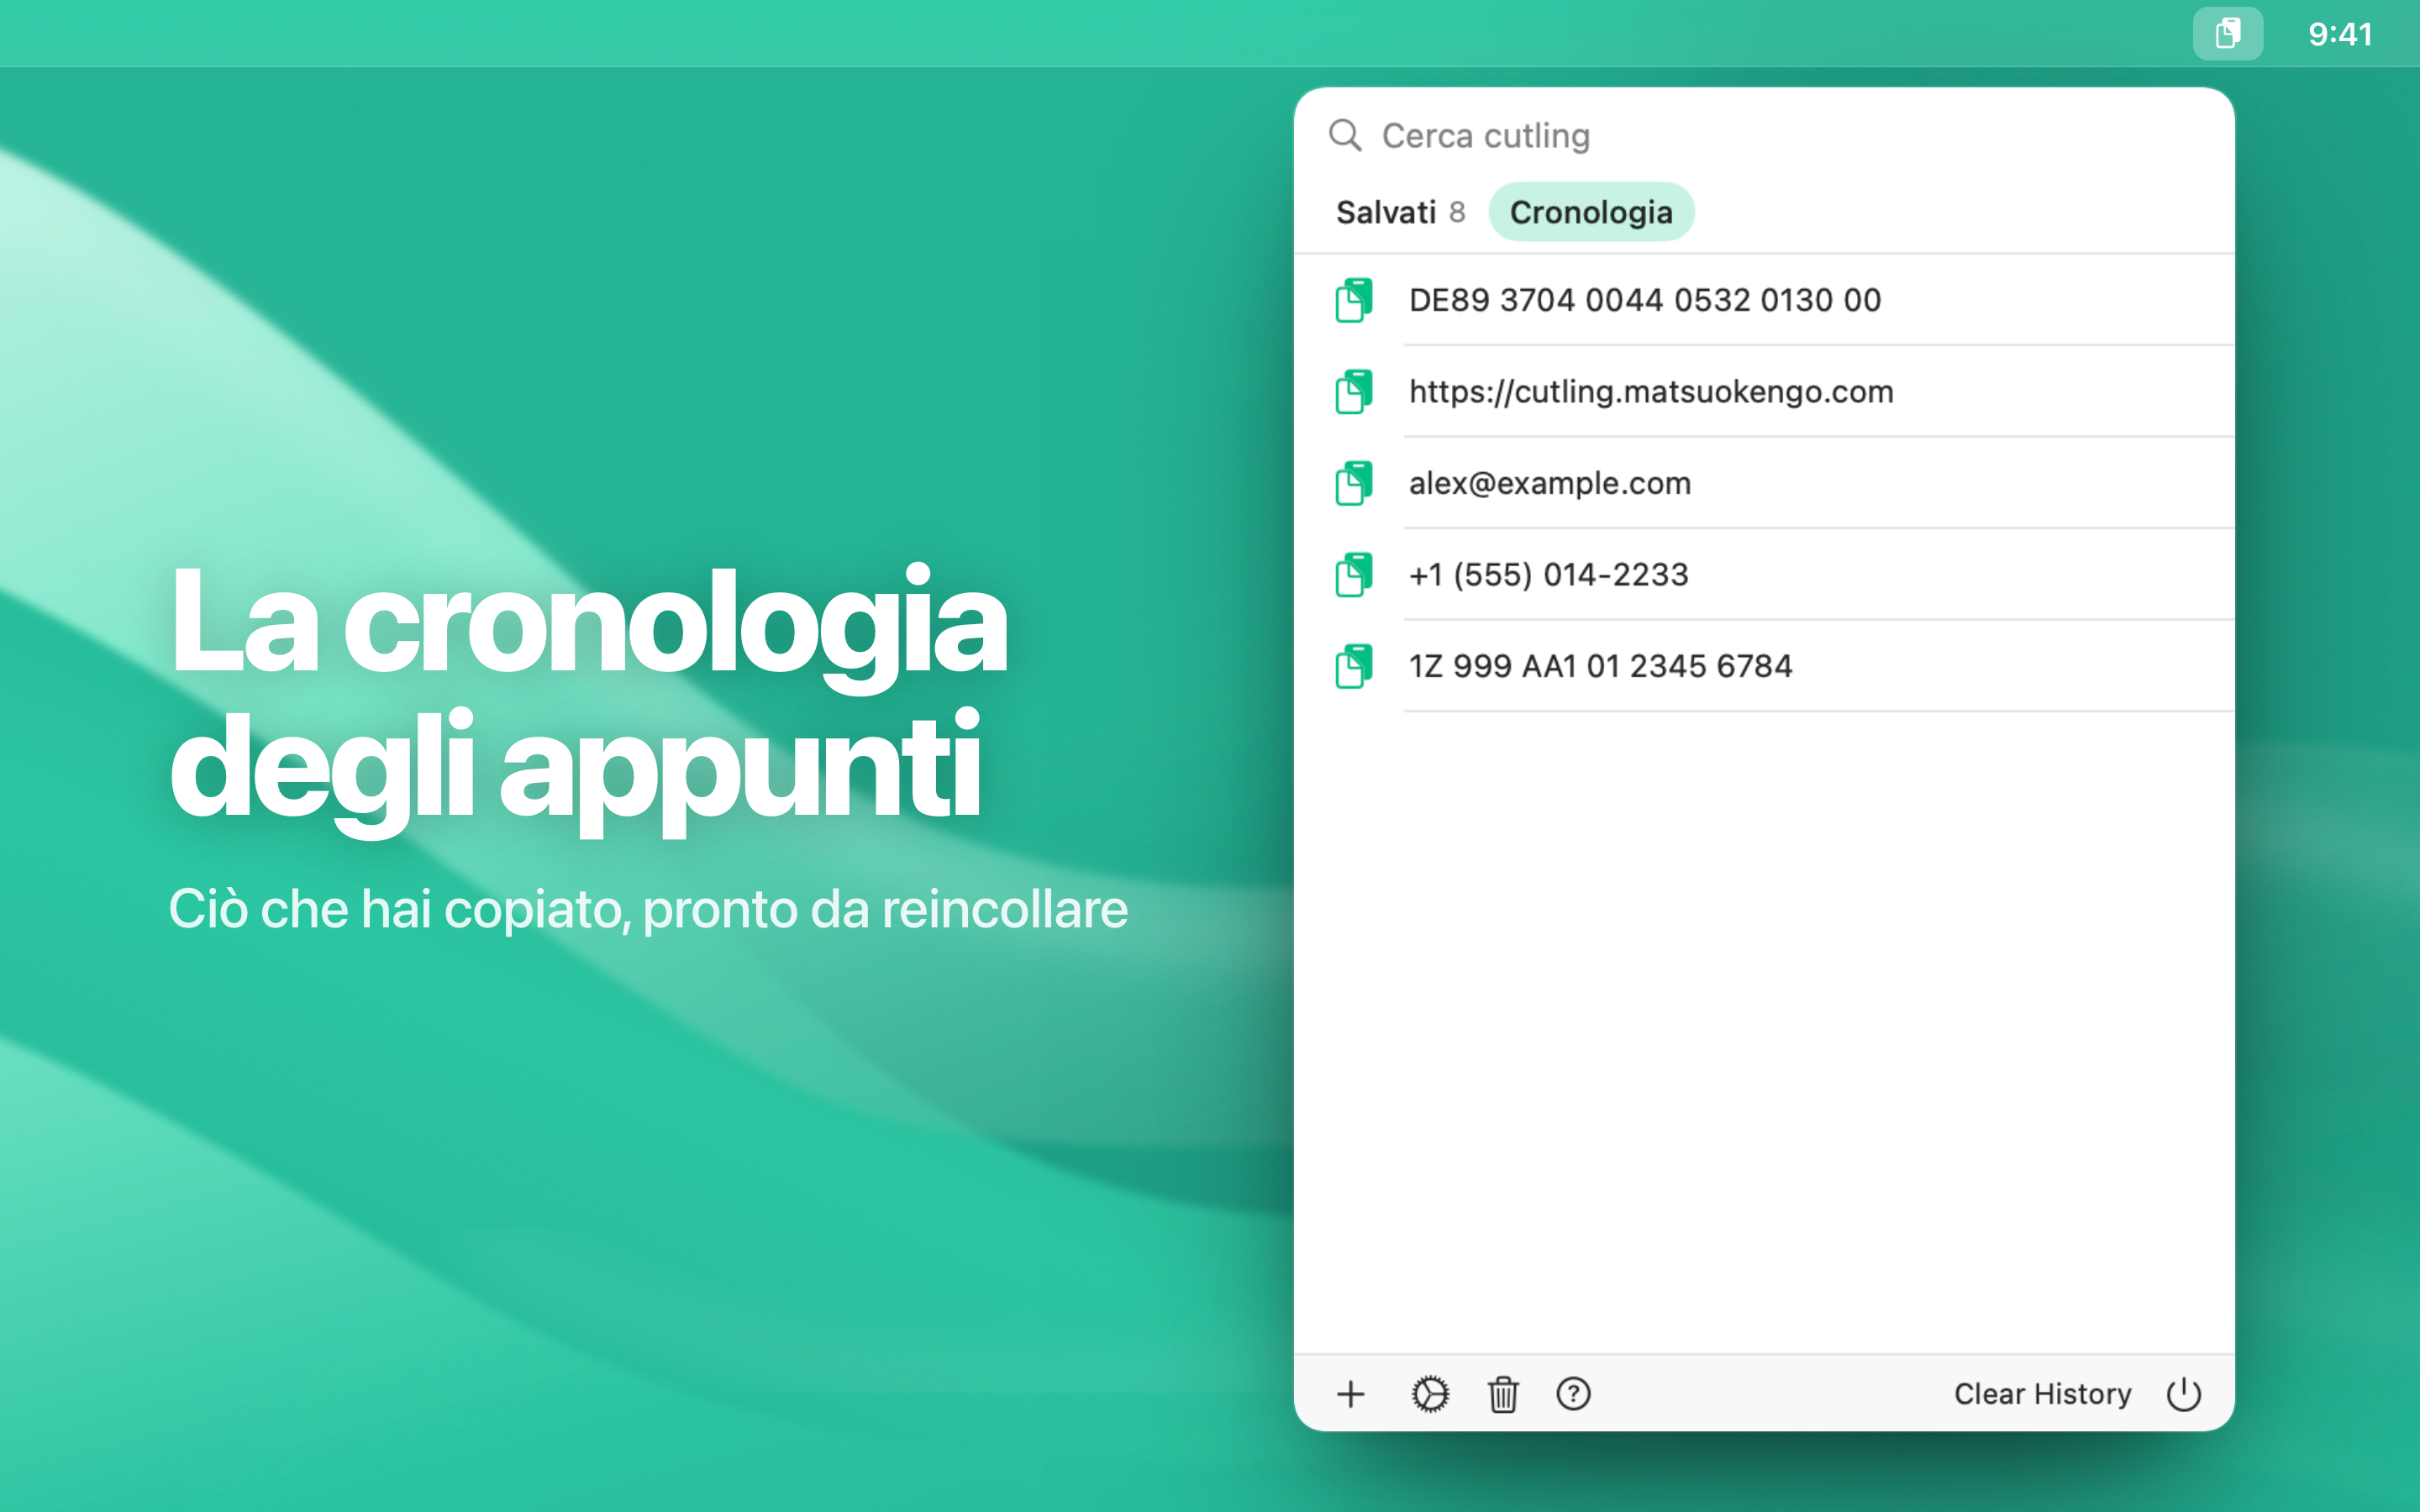 9:41
Cerca cutling
Salvati 8 Cronologia
DE89 3704 0044 0532 0130 00
https://cutling.matsuokengo.com
alex@example.com
+1 (555) 014-2233
1Z 999 AA1 01 2345 6784
Clear History
La cronologia
degli appunti
Ciò che hai copiato, pronto da reincollare